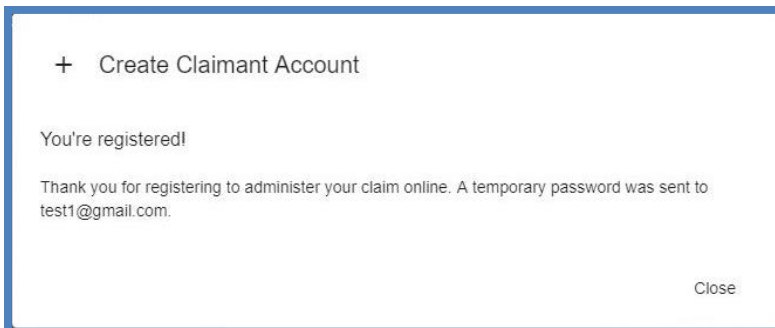 + Create Claimant Account
You're registered!
Thank you for registering to administer your claim online. A temporary password was sent to
test1@gmail.com.
Close